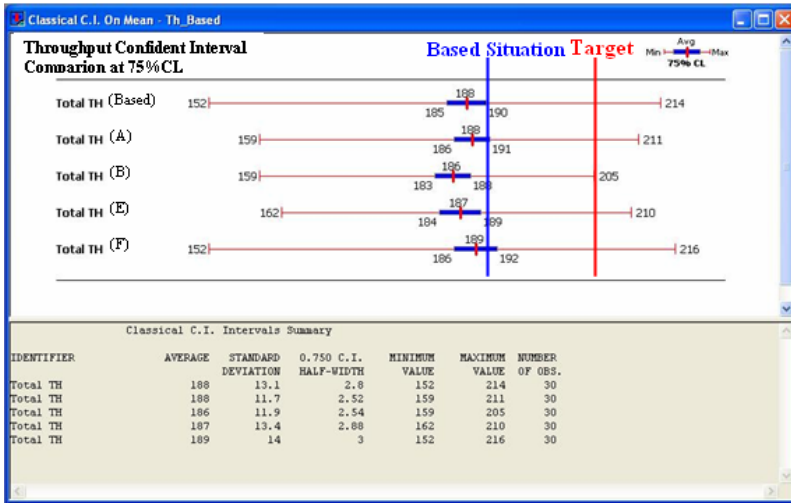 Classical C.I. On Mean - Th_Based
Throughput Confident Interval
Comparion at 75%CL
Based Situation Target
Avg
Min Max
75% CL
Total TH (Based) 152 185 188 190 214
Total TH (A) 159 186 188 191 211
Total TH (B) 159 183 186 188 205
Total TH (E) 162 184 187 189 210
Total TH (F) 152 186 189 192 216
Classical C.I. Intervals Summary
IDENTIFIER AVERAGE STANDARD 0.750 C.I. MINIMUM MAXIMUM NUMBER
DEVIATION HALF-WIDTH VALUE VALUE OF OBS.
Total TH 188 13.1 2.8 152 214 30
Total TH 188 11.7 2.52 159 211 30
Total TH 186 11.9 2.54 159 205 30
Total TH 187 13.4 2.88 162 210 30
Total TH 189 14 3 152 216 30